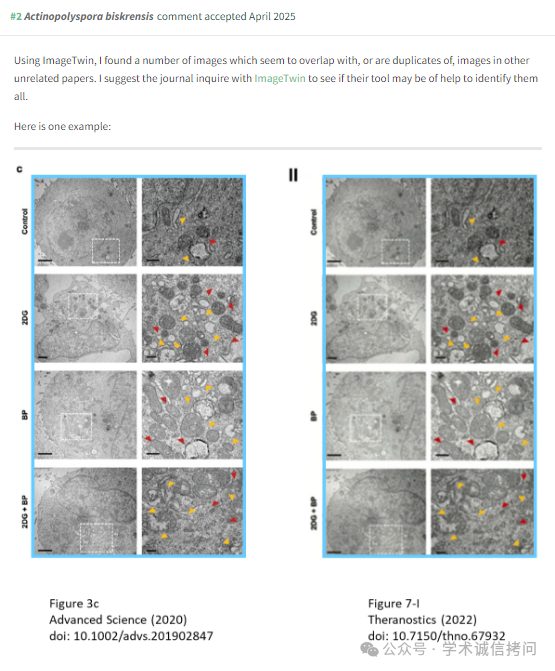 #2 Actinopolyspora biskrensis comment accepted April 2025
Using ImageTwin, I found a number of images which seem to overlap with, or are duplicates of, images in other
unrelated papers. I suggest the journal inquire with ImageTwin to see if their tool may be of help to identify them
all.
Here is one example:
c
II
Control
Control
2DG
2DG
BP
BP
2DG + BP
2DG + BP
Figure 3c
Advanced Science (2020)
doi: 10.1002/advs.201902847
Figure 7-I
Theranostics (2022)
doi: 10.7150/thno.67932
公众号 · 学术诚信拷问